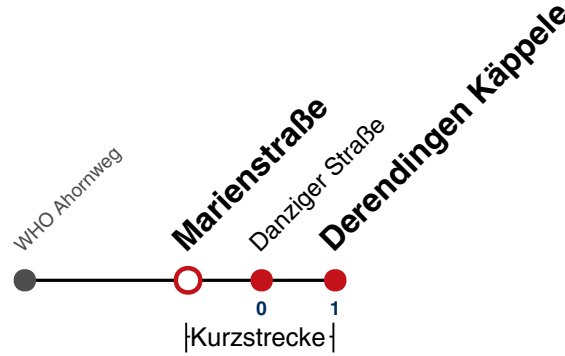 WHO Ahornweg
Marienstraße
Danziger Straße
Derendingen Käppele
0
1
Kurzstrecke